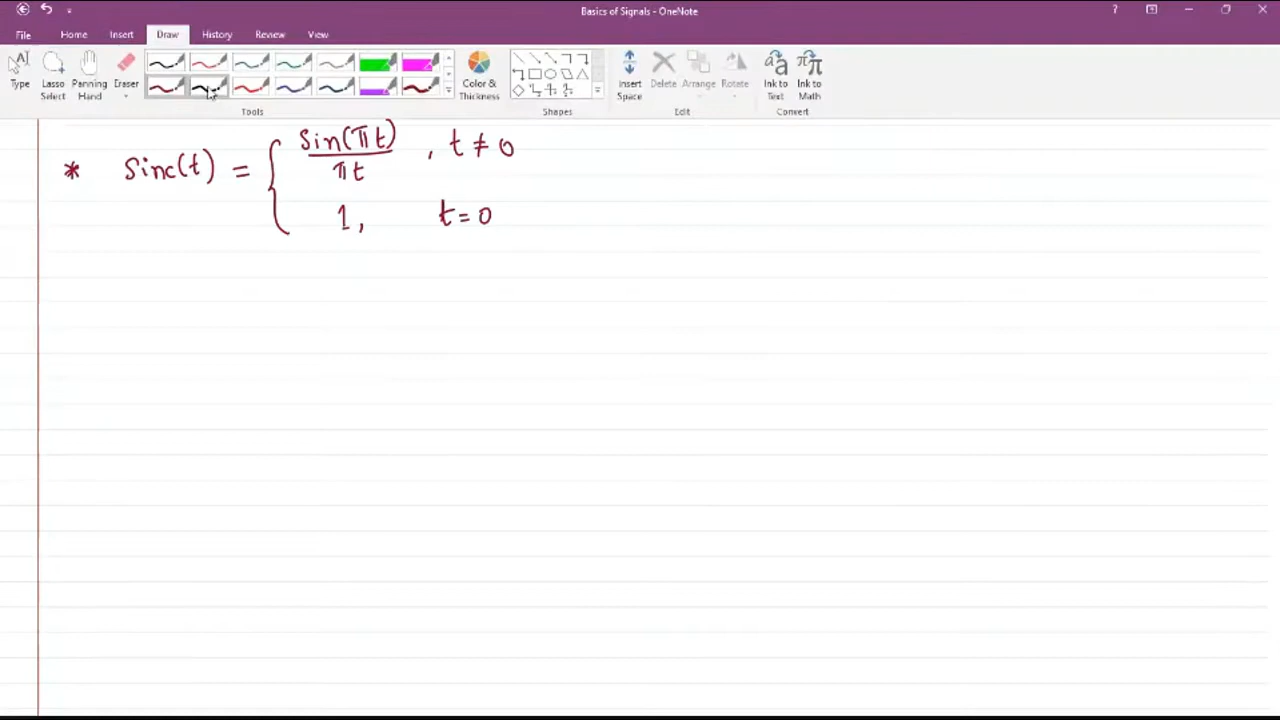 Basics of Signals - OneNote
?
File Home Insert Draw History Review View
Type Lasso Select Panning Hand Eraser Color & Thickness Insert Space Delete Arrange Rotate Ink to Text Ink to Math
Tools Shapes Edit Convert
* Sinc(t) = { Sin(πt) / πt , t ≠ 0
1, t = 0